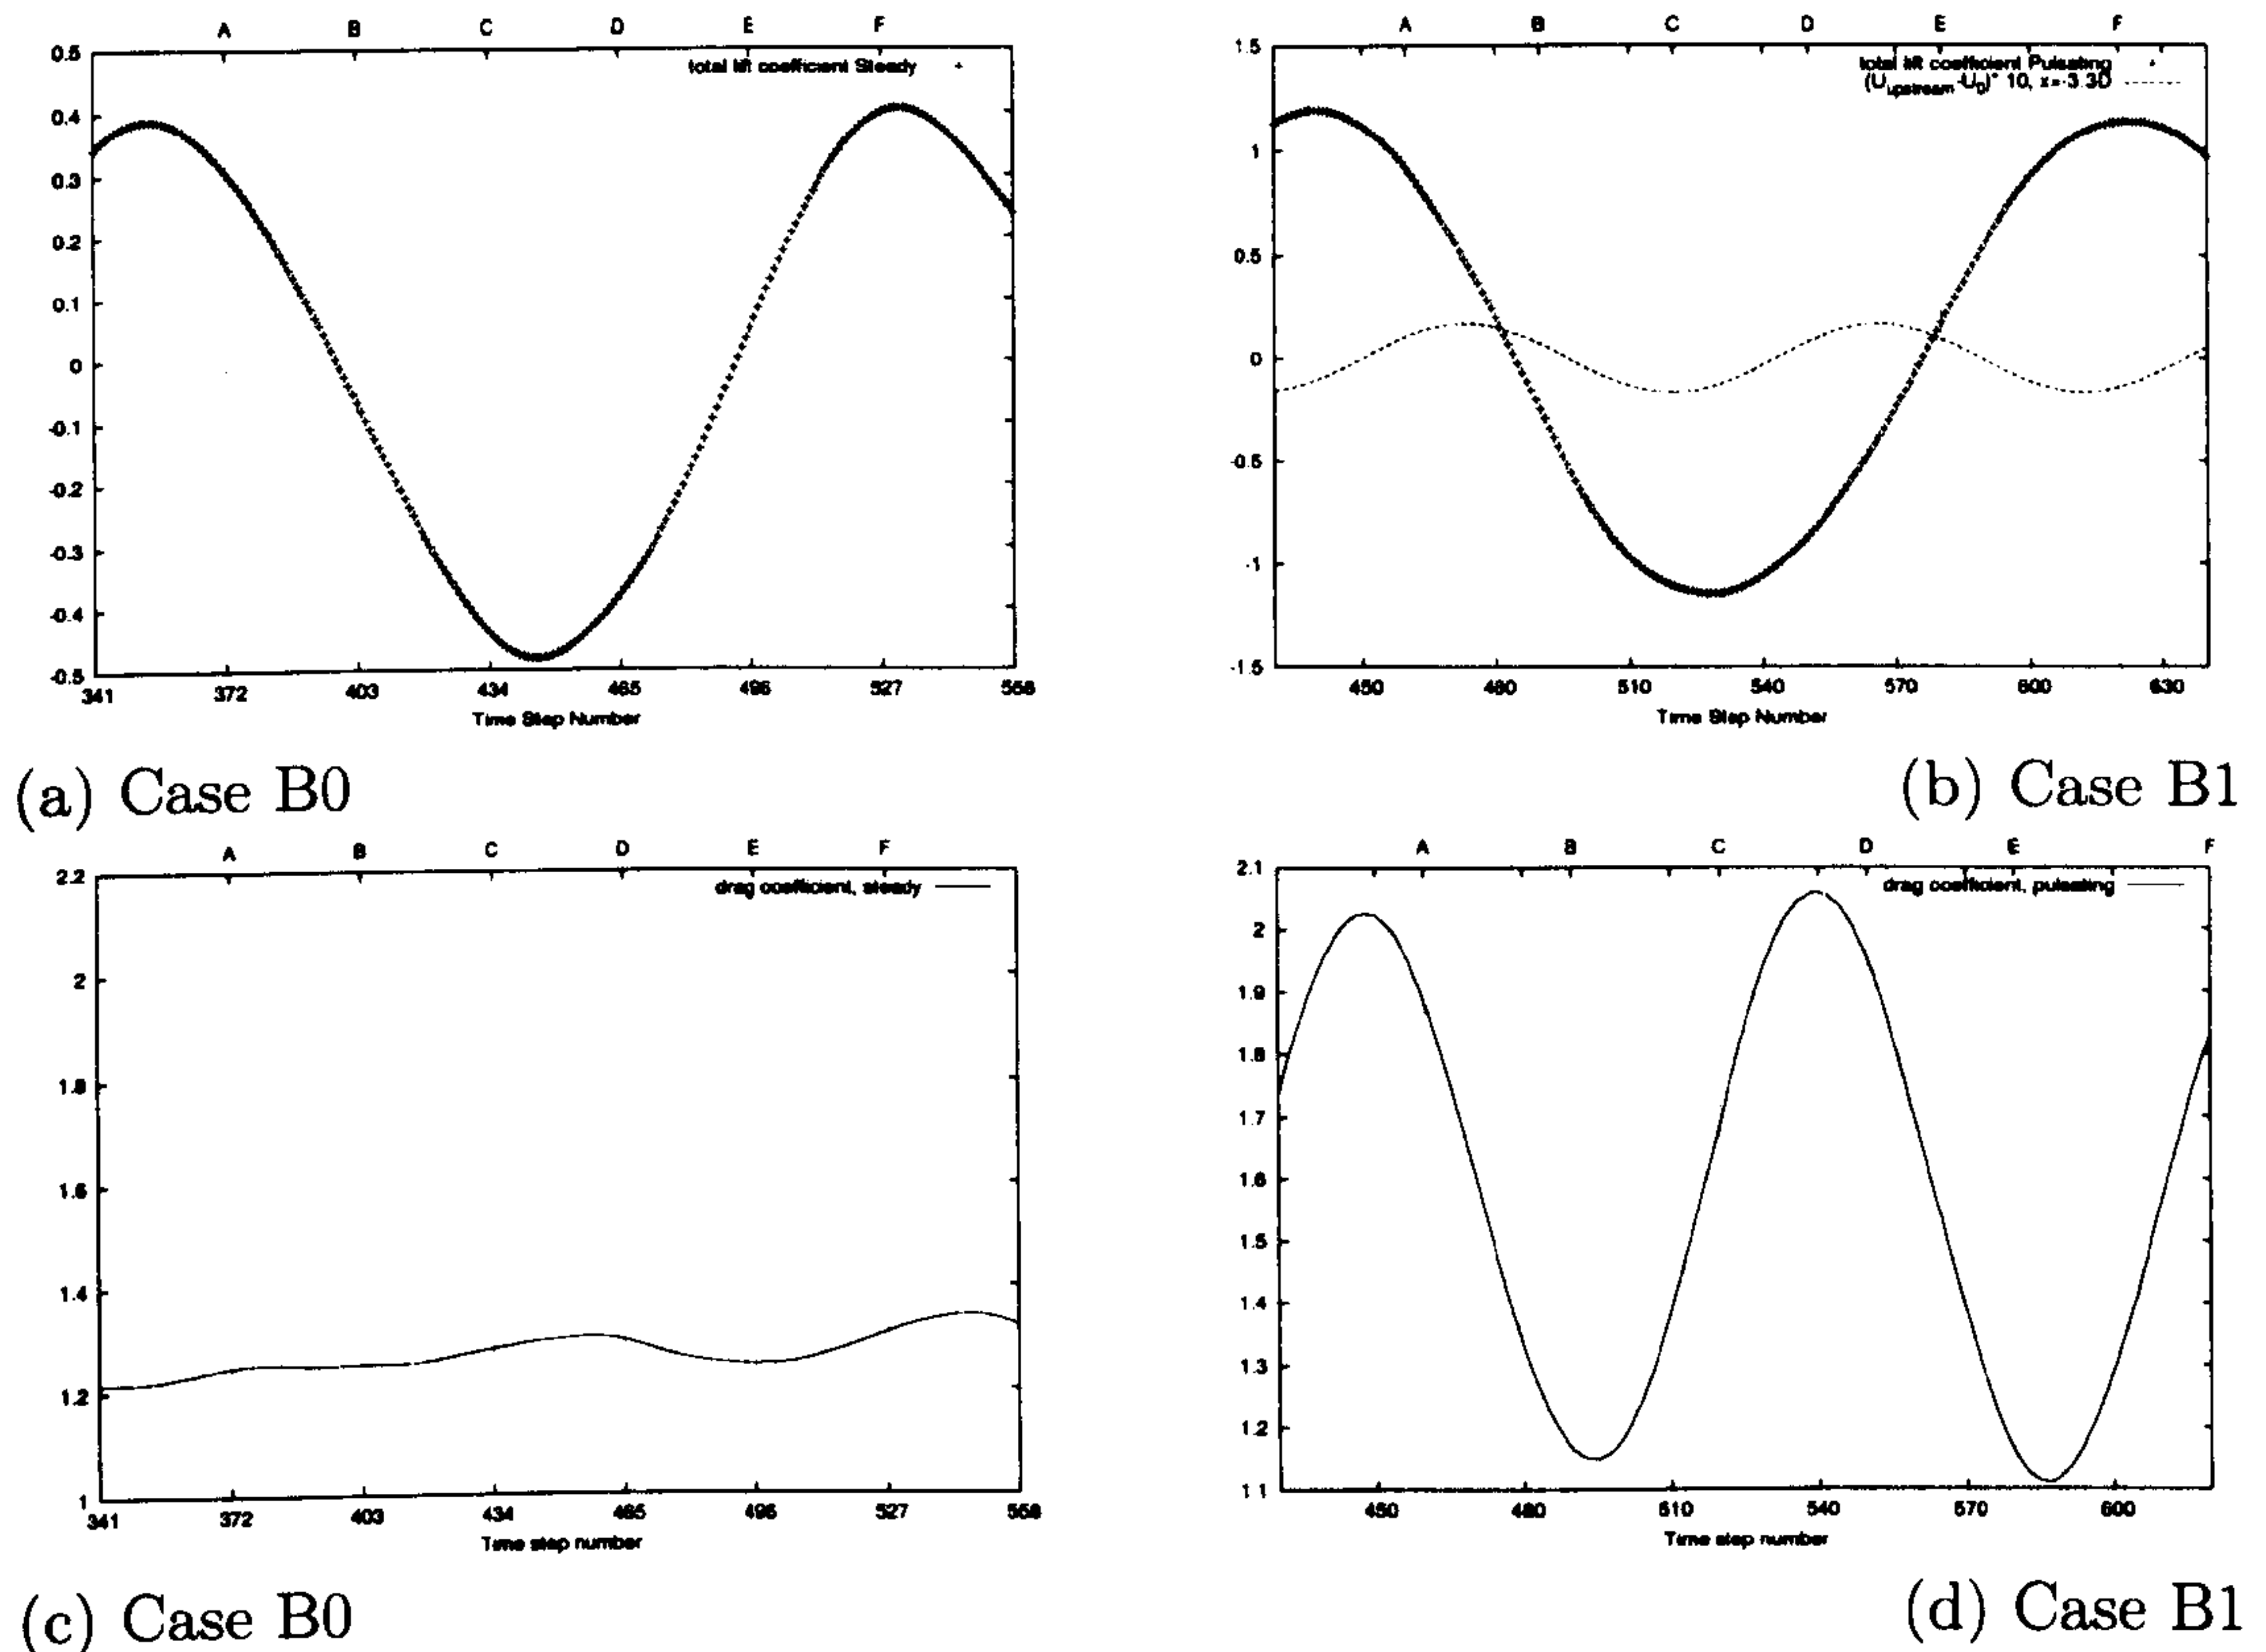 A B C D E F
0.5
total lift coefficient Steady
0.4
0.3
0.2
0.1
0
-0.1
-0.2
-0.3
-0.4
-0.5
341 372 403 434 465 496 527 558
Time Step Number
(a) Case B0
A B C D E F
1.5
total lift coefficient Pulsating
(Uupstream-U0)* 10, x=-3.3D
1
0.5
0
-0.5
-1
-1.5
450 480 510 540 570 600 630
Time Step Number
(b) Case B1
A B C D E F
2.2
drag coefficient, steady
2
1.8
1.6
1.4
1.2
1
341 372 403 434 465 496 527 558
Time step number
(c) Case B0
A B C D E F
2.1
drag coefficient, pulsating
2
1.9
1.8
1.7
1.6
1.5
1.4
1.3
1.2
1.1
450 480 510 540 570 600
Time step number
(d) Case B1